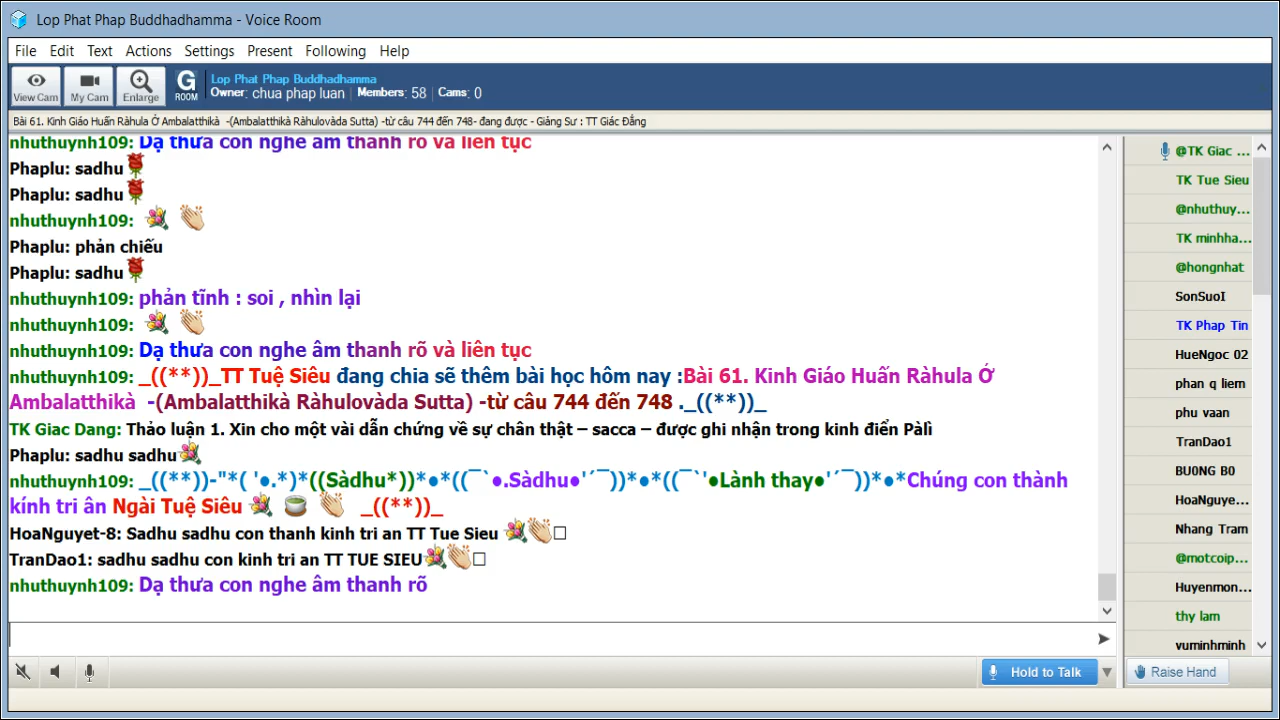 Lop Phat Phap Buddhadhamma - Voice Room
File Edit Text Actions Settings Present Following Help
View Cam My Cam Enlarge G ROOM
Lop Phat Phap Buddhadhamma
Owner: chua phap luan | Members: 58 | Cams: 0
Bài 61. Kinh Giáo Huấn Ràhula Ở Ambalatthikà -(Ambalatthikà Ràhulovàda Sutta) -từ câu 744 đến 748- đang được - Giảng Sư : TT Giác Đẳng
nhuthuynh109: Dạ thưa con nghe âm thanh rõ và liên tục
Phaplu: sadhu
Phaplu: sadhu
nhuthuynh109:
Phaplu: phản chiếu
Phaplu: sadhu
nhuthuynh109: phản tĩnh : soi , nhìn lại
nhuthuynh109:
nhuthuynh109: Dạ thưa con nghe âm thanh rõ và liên tục
nhuthuynh109: _((**))_TT Tuệ Siêu đang chia sẽ thêm bài học hôm nay :Bài 61. Kinh Giáo Huấn Ràhula Ở
Ambalatthikà -(Ambalatthikà Ràhulovàda Sutta) -từ câu 744 đến 748 ._((**))_
TK Giac Dang: Thảo luận 1. Xin cho một vài dẫn chứng về sự chân thật – sacca – được ghi nhận trong kinh điển Pàlì
Phaplu: sadhu sadhu
nhuthuynh109: _((**))-"*( '●.*)*((Sàdhu*))*●*((¯`●.Sàdhu●'´¯))*●*((¯`'●Lành thay●'´¯))*●*Chúng con thành
kính tri ân Ngài Tuệ Siêu _((**))_
HoaNguyet-8: Sadhu sadhu con thanh kinh tri an TT Tue Sieu
TranDao1: sadhu sadhu con kinh tri an TT TUE SIEU
nhuthuynh109: Dạ thưa con nghe âm thanh rõ
@TK Giac ...
TK Tue Sieu
@nhuthuy...
TK minhha...
@hongnhat
SonSuoI
TK Phap Tin
HueNgoc 02
phan q liem
phu vaan
TranDao1
BU0NG B0
HoaNguye...
Nhang Tram
@motcoip...
Huyenmon...
thy lam
vuminhminh
Hold to Talk
Raise Hand